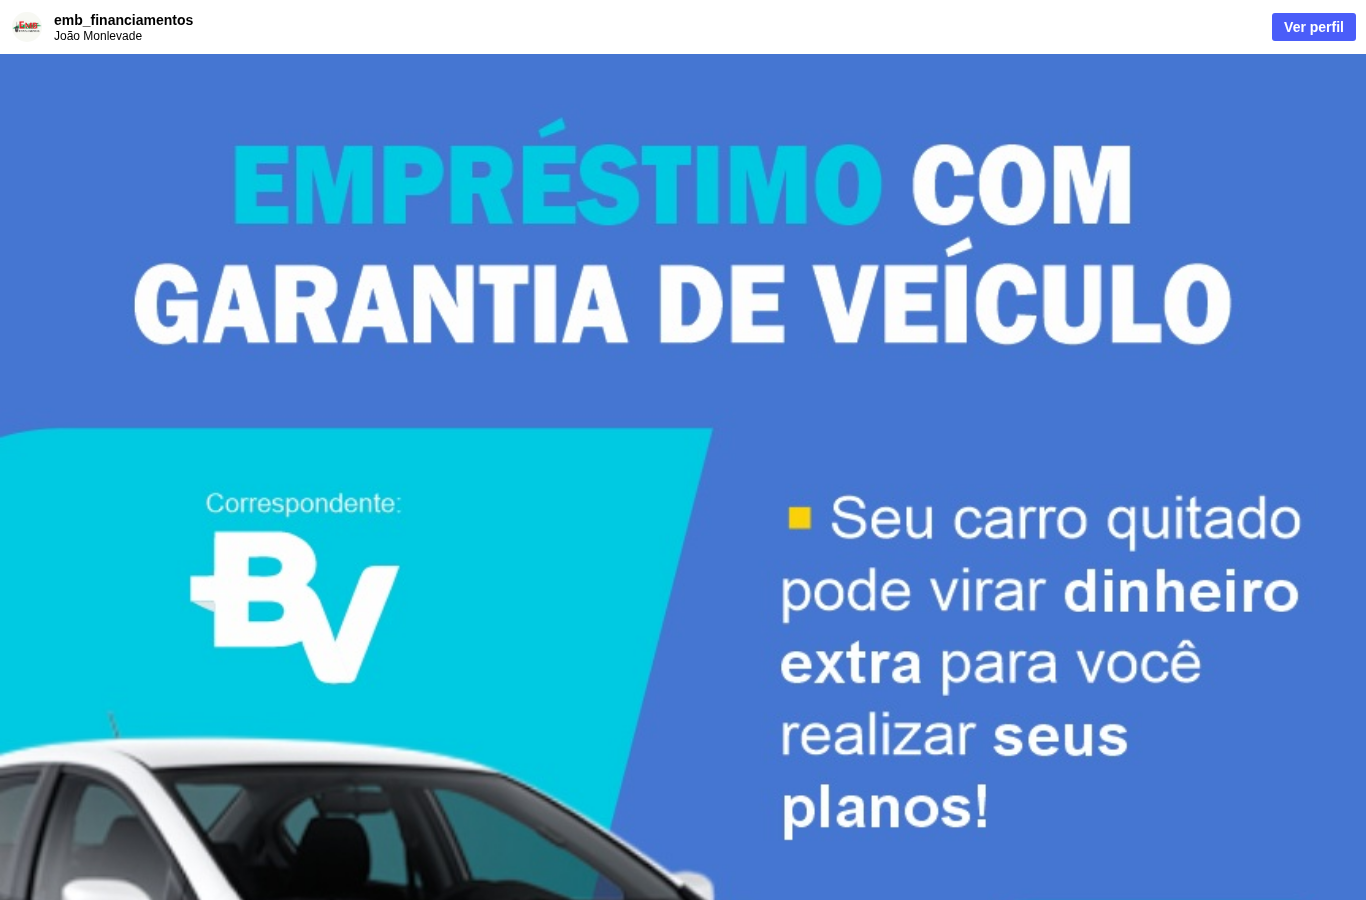 emb_financiamentos
João Monlevade
Ver perfil
EMPRÉSTIMO COM
GARANTIA DE VEÍCULO
Correspondente:
BV
Seu carro quitado
pode virar dinheiro
extra para você
realizar seus
planos!